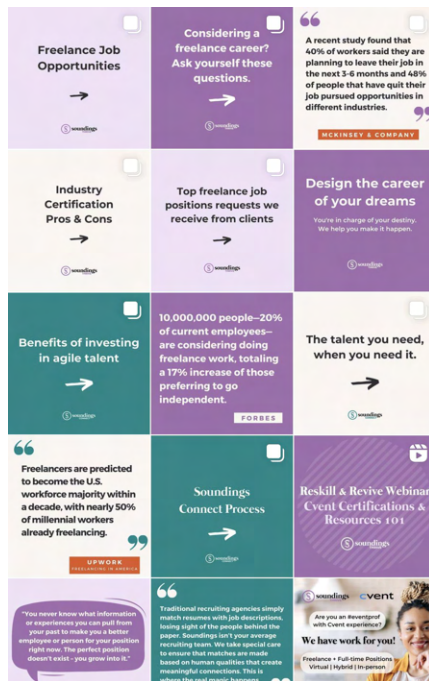 Freelance Job
Opportunities
soundings
Considering a
freelance career?
Ask yourself these
questions.
soundings
A recent study found that
40% of workers said they are
planning to leave their job in
the next 3-6 months and 48%
of people that have quit their
job pursued opportunities in
different industries.
MCKINSEY & COMPANY
Industry
Certification
Pros & Cons
soundings
Top freelance job
positions requests we
receive from clients
soundings
Design the career
of your dreams
You're in charge of your destiny.
We help you make it happen.
soundings
Benefits of investing
in agile talent
soundings
10,000,000 people—20%
of current employees—
are considering doing
freelance work, totaling
a 17% increase of those
preferring to go
independent.
FORBES
The talent you need,
when you need it.
soundings
Freelancers are predicted
to become the U.S.
workforce majority within
a decade, with nearly 50%
of millennial workers
already freelancing.
UPWORK
FREELANCING IN AMERICA
Soundings
Connect Process
soundings
Reskill & Revive Webinar
Cvent Certifications &
Resources 101
soundings
"You never know what information
or experiences you can pull from
your past to make you a better
employee or person for your position
right now. The perfect position
doesn't exist - you grow into it."
Traditional recruiting agencies simply
match resumes with job descriptions,
losing sight of the people behind the
paper. Soundings isn't your average
recruiting team. We take special care
to ensure that matches are made
based on human qualities that create
meaningful connections. This is
where the real magic happens
soundings cvent
Are you an #eventprof
with Cvent experience?
We have work for you!
Freelance + Full-time Positions
Virtual | Hybrid | In-person